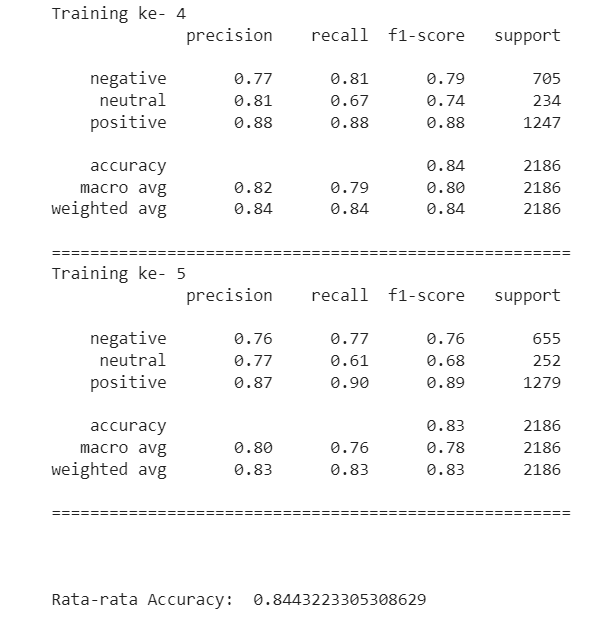 Training ke- 4
precision recall f1-score support
negative 0.77 0.81 0.79 705
neutral 0.81 0.67 0.74 234
positive 0.88 0.88 0.88 1247
accuracy 0.84 2186
macro avg 0.82 0.79 0.80 2186
weighted avg 0.84 0.84 0.84 2186
======================================================
Training ke- 5
precision recall f1-score support
negative 0.76 0.77 0.76 655
neutral 0.77 0.61 0.68 252
positive 0.87 0.90 0.89 1279
accuracy 0.83 2186
macro avg 0.80 0.76 0.78 2186
weighted avg 0.83 0.83 0.83 2186
======================================================
Rata-rata Accuracy: 0.8443223305308629